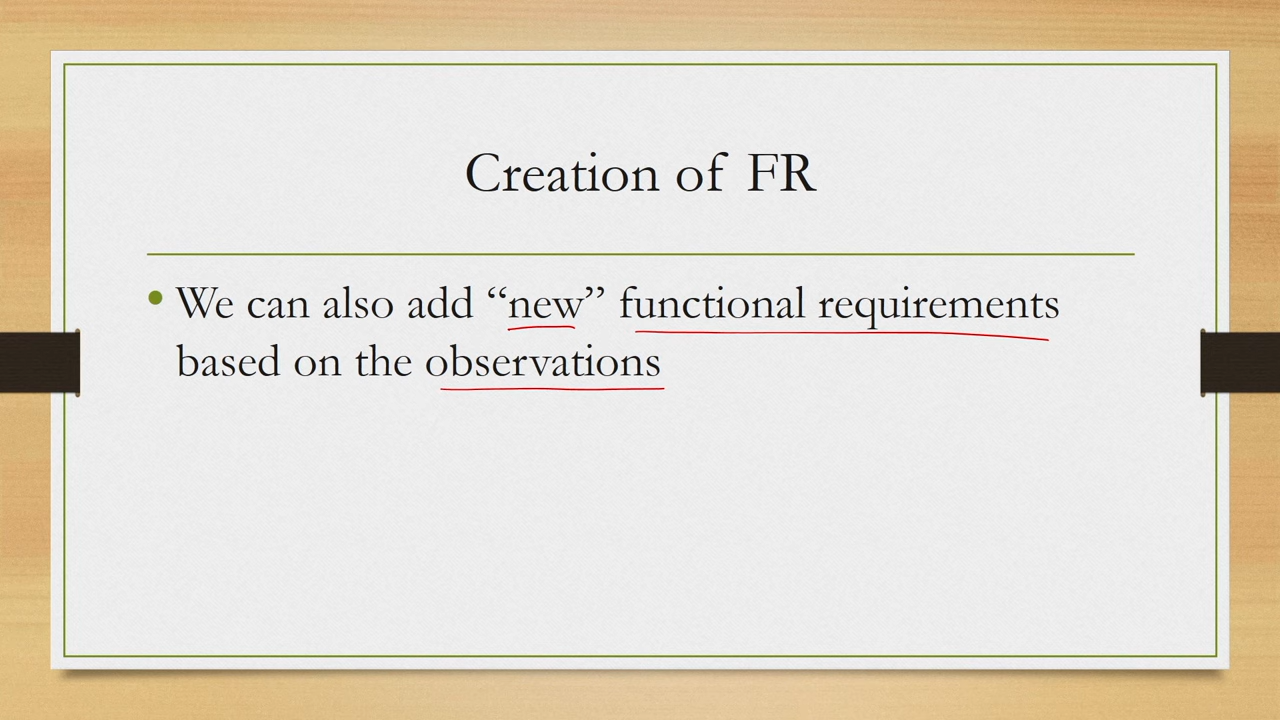 Creation of FR
• We can also add “new” functional requirements
based on the observations